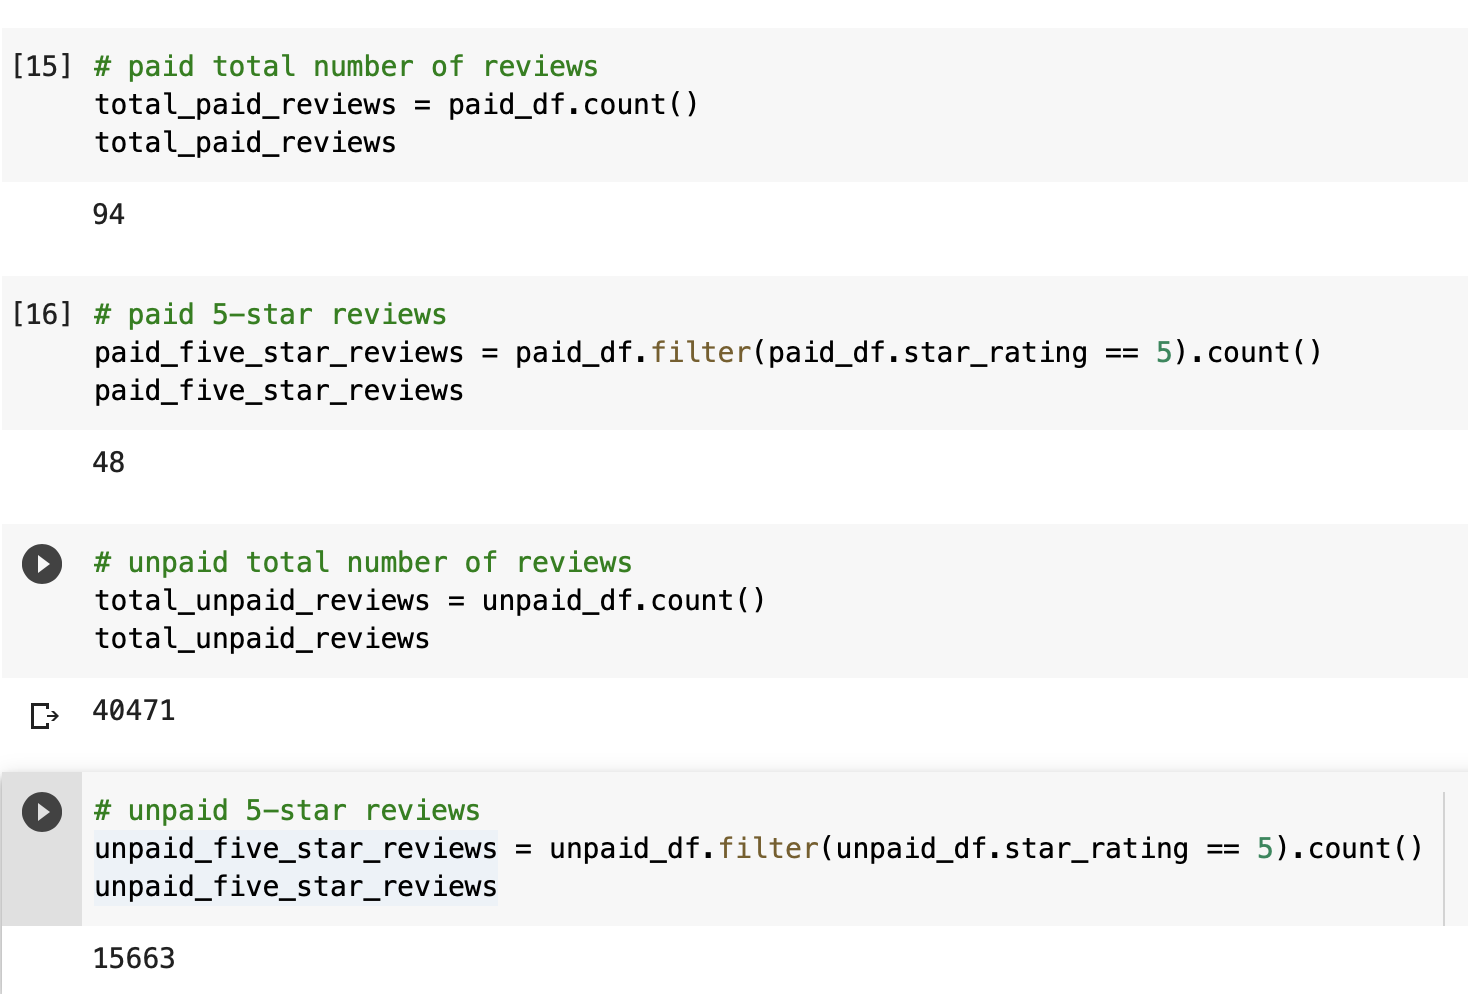 [15] # paid total number of reviews
total_paid_reviews = paid_df.count()
total_paid_reviews
94
[16] # paid 5-star reviews
paid_five_star_reviews = paid_df.filter(paid_df.star_rating == 5).count()
paid_five_star_reviews
48
# unpaid total number of reviews
total_unpaid_reviews = unpaid_df.count()
total_unpaid_reviews
40471
# unpaid 5-star reviews
unpaid_five_star_reviews = unpaid_df.filter(unpaid_df.star_rating == 5).count()
unpaid_five_star_reviews
15663